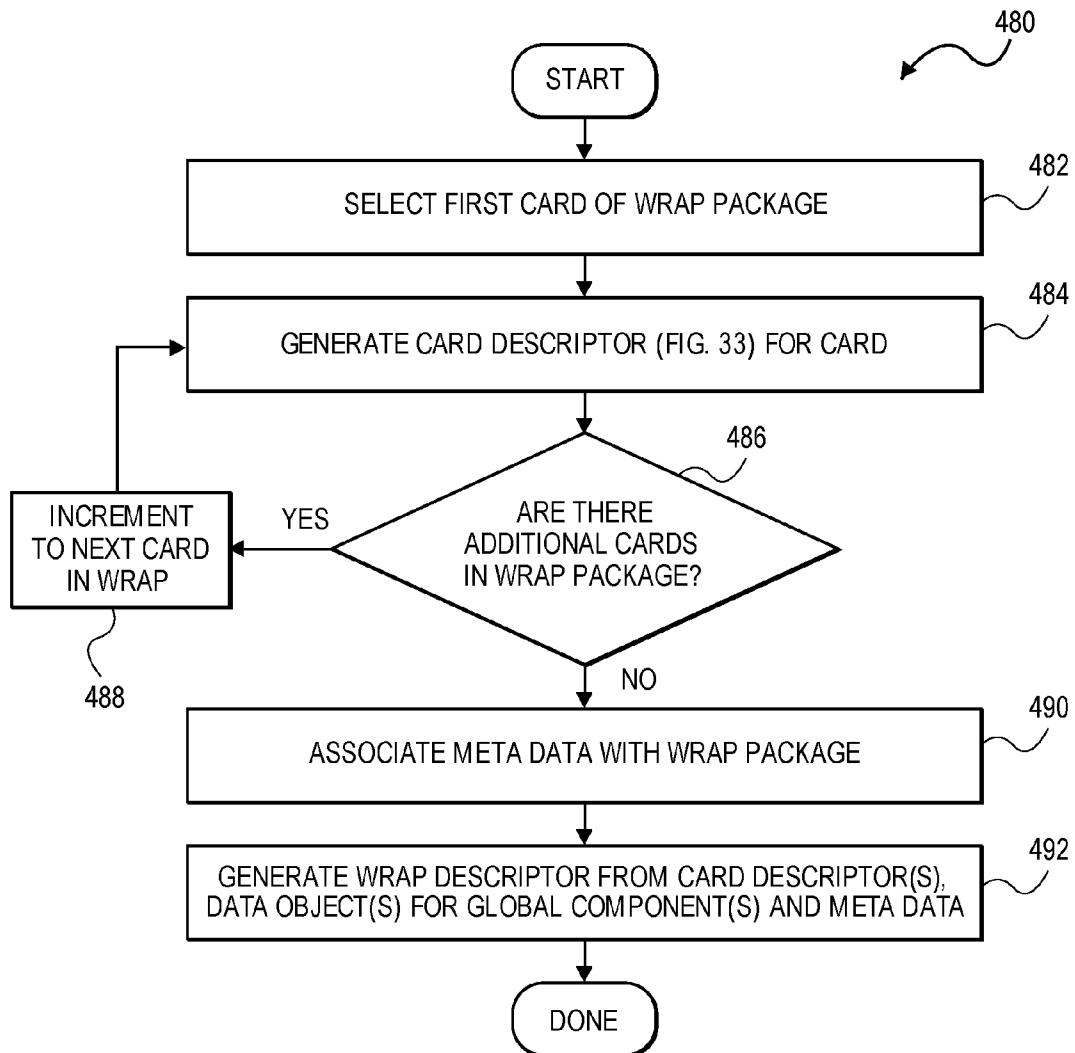 480
START
SELECT FIRST CARD OF WRAP PACKAGE
482
GENERATE CARD DESCRIPTOR (FIG. 33) FOR CARD
484
486
ARE THERE
ADDITIONAL CARDS
IN WRAP PACKAGE?
YES
INCREMENT
TO NEXT CARD
IN WRAP
488
NO
ASSOCIATE META DATA WITH WRAP PACKAGE
490
GENERATE WRAP DESCRIPTOR FROM CARD DESCRIPTOR(S),
DATA OBJECT(S) FOR GLOBAL COMPONENT(S) AND META DATA
492
DONE